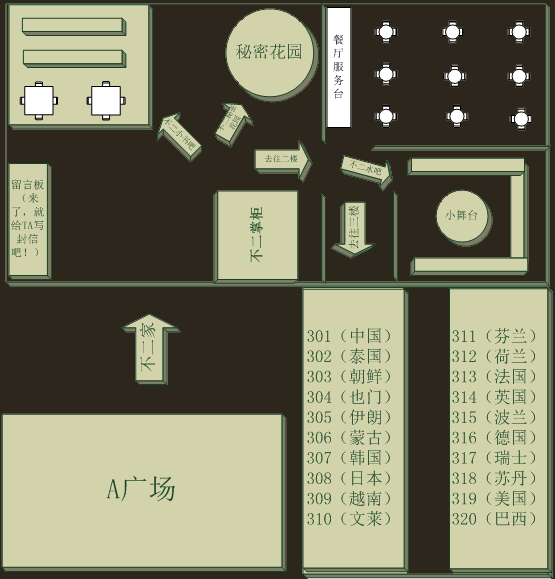 秘密花园
餐厅服务台
不二小书吧
去往二楼
不二水吧
留言板
（来
了，就
给TA写
封信
吧！）
不二掌柜
去往三楼
小舞台
不二家
A广场
301（中国）
302（泰国）
303（朝鲜）
304（也门）
305（伊朗）
306（蒙古）
307（韩国）
308（日本）
309（越南）
310（文莱）
311（芬兰）
312（荷兰）
313（法国）
314（英国）
315（波兰）
316（德国）
317（瑞士）
318（苏丹）
319（美国）
320（巴西）